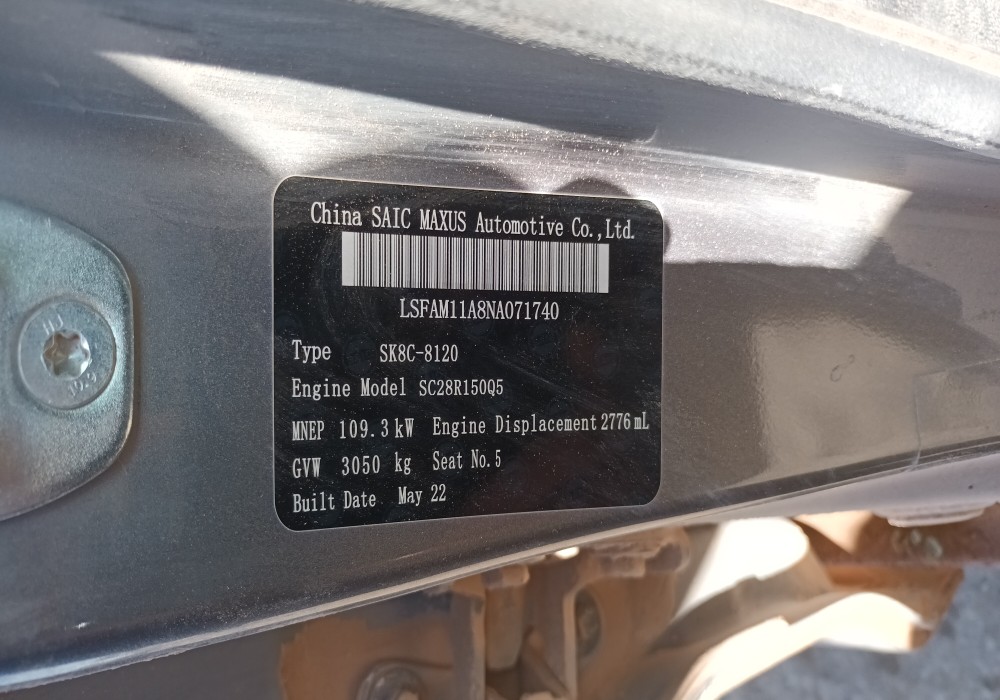 China SAIC MAXUS Automotive Co.,Ltd.
LSFAM11A8NA071740
Type SK8C-8120
Engine Model SC28R150Q5
MNEP 109.3 kW Engine Displacement 2776 mL
GVW 3050 kg Seat No. 5
Built Date May 22